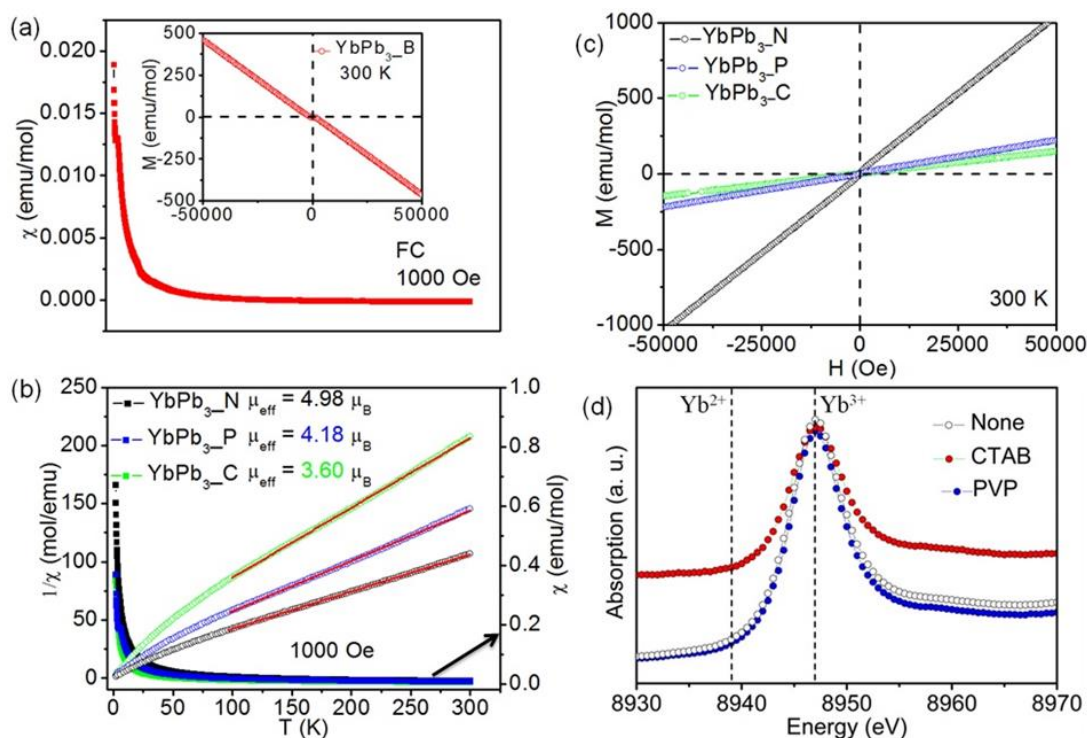 (a)
0.020
0.015
0.010
0.005
0.000
χ (emu/mol)
500
250
0
-250
-500
M (emu/mol)
YbPb₃_B
300 K
-50000 0 50000
FC
1000 Oe
(b)
250
200
150
100
50
0
1/χ (mol/emu)
YbPb₃_N μeff = 4.98 μB
YbPb₃_P μeff = 4.18 μB
YbPb₃_C μeff = 3.60 μB
1000 Oe
1.0
0.8
0.6
0.4
0.2
0.0
χ (emu/mol)
0 50 100 150 200 250 300
T (K)
(c)
1000
500
0
-500
-1000
M (emu/mol)
YbPb₃_N
YbPb₃_P
YbPb₃_C
300 K
-50000 -25000 0 25000 50000
H (Oe)
(d)
Yb²⁺ Yb³⁺
None
CTAB
PVP
Absorption (a. u.)
8930 8940 8950 8960 8970
Energy (eV)